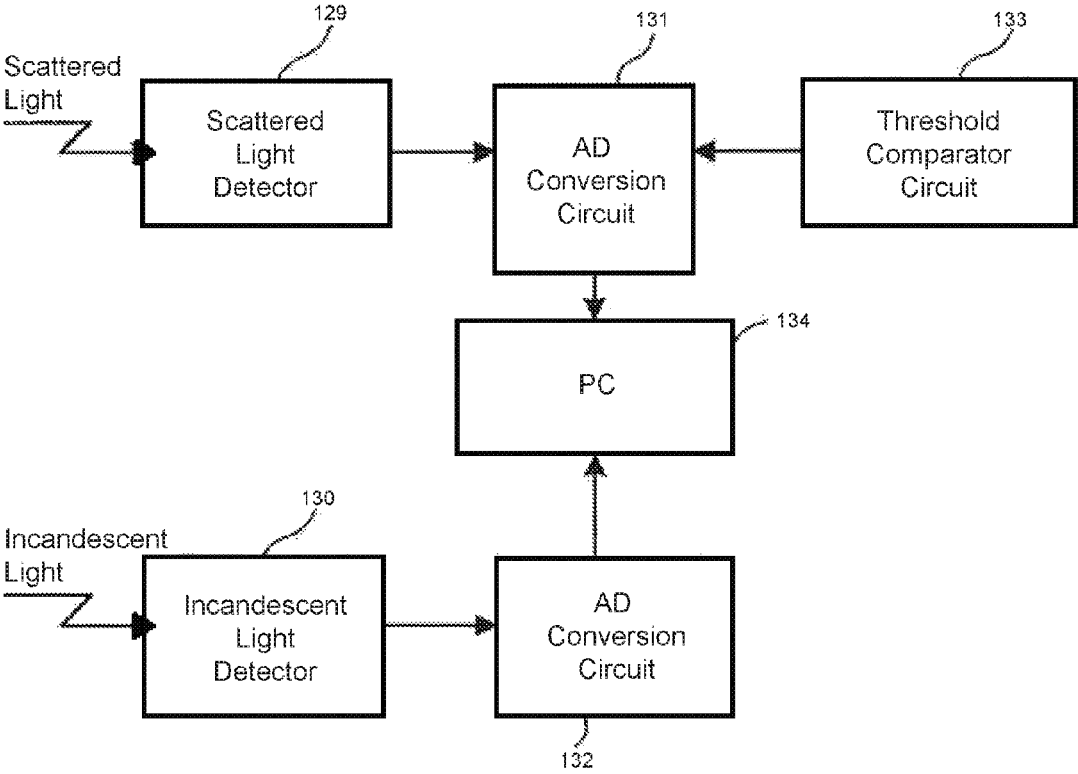 129
131
133
Scattered
Light
Scattered
Light
Detector
AD
Conversion
Circuit
Threshold
Comparator
Circuit
134
PC
130
Incandescent
Light
Incandescent
Light
Detector
AD
Conversion
Circuit
132